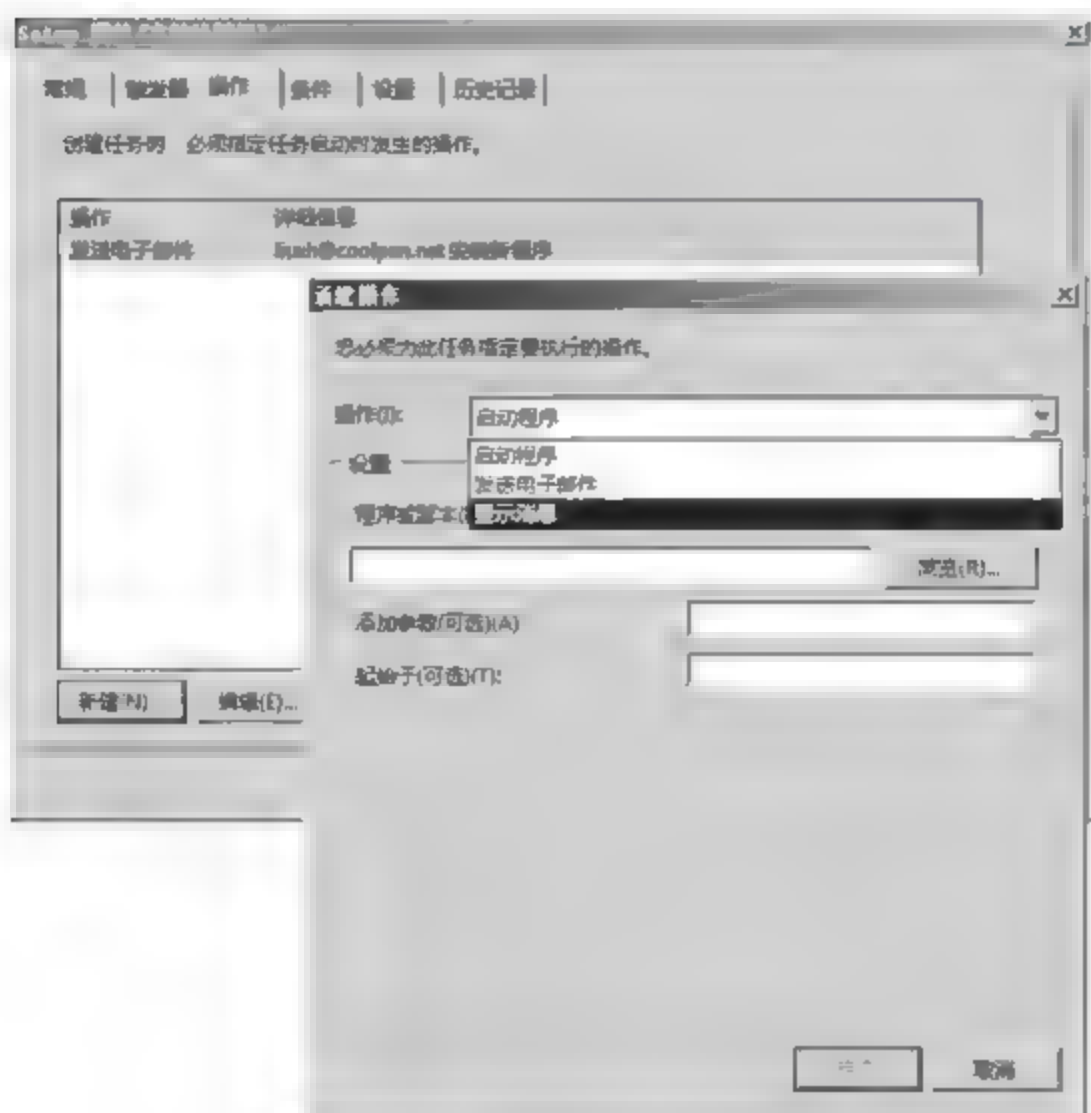 常规 触发器 操作 条件 设置 历史记录
创建任务时 必须指定任务启动时发生的操作。
操作 详细信息
发送电子邮件
新建操作
您必须为此任务指定要执行的操作。
操作(I): 启动程序
设置
启动程序
发送电子邮件
显示消息
程序或脚本(
浏览(R)...
添加参数(可选)(A)
起始于(可选)(T):
新建(N) 编辑(E)...
取消